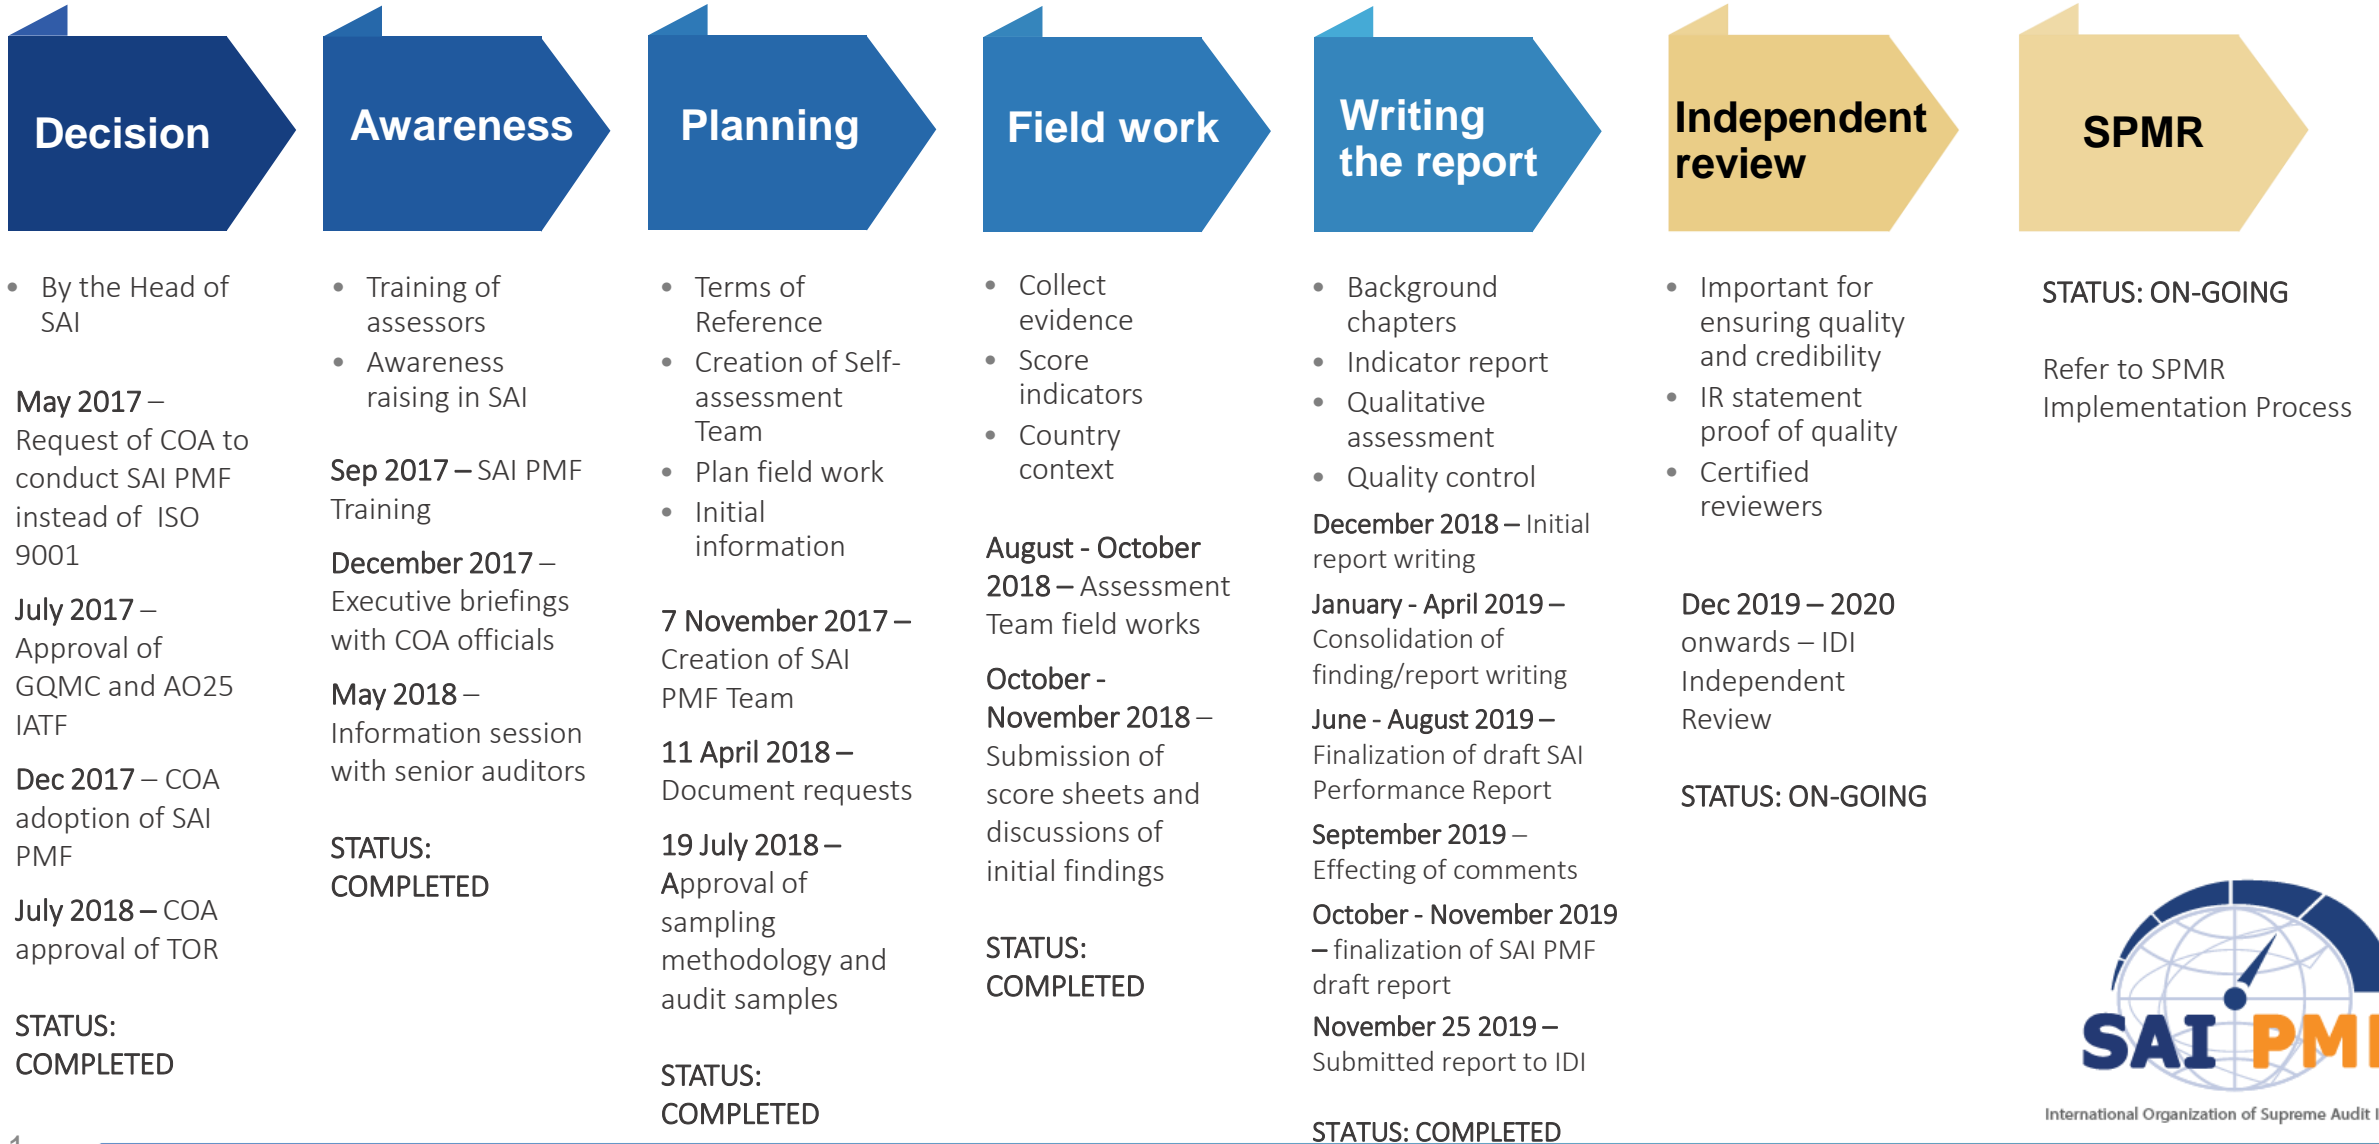 Decision
• By the Head of
SAI
May 2017 –
Request of COA to
conduct SAI PMF
instead of ISO
9001
July 2017 –
Approval of
GQMC and AO25
IATF
Dec 2017 – COA
adoption of SAI
PMF
July 2018 – COA
approval of TOR
STATUS:
COMPLETED
Awareness
• Training of
assessors
• Awareness
raising in SAI
Sep 2017 – SAI PMF
Training
December 2017 –
Executive briefings
with COA officials
May 2018 –
Information session
with senior auditors
STATUS:
COMPLETED
Planning
• Terms of
Reference
• Creation of Self-
assessment
Team
• Plan field work
• Initial
information
7 November 2017 –
Creation of SAI
PMF Team
11 April 2018 –
Document requests
19 July 2018 –
Approval of
sampling
methodology and
audit samples
STATUS:
COMPLETED
Field work
• Collect
evidence
• Score
indicators
• Country
context
August - October
2018 – Assessment
Team field works
October -
November 2018 –
Submission of
score sheets and
discussions of
initial findings
STATUS:
COMPLETED
Writing
the report
• Background
chapters
• Indicator report
• Qualitative
assessment
• Quality control
December 2018 – Initial
report writing
January - April 2019 –
Consolidation of
finding/report writing
June - August 2019 –
Finalization of draft SAI
Performance Report
September 2019 –
Effecting of comments
October - November 2019
– finalization of SAI PMF
draft report
November 25 2019 –
Submitted report to IDI
STATUS: COMPLETED
Independent
review
• Important for
ensuring quality
and credibility
• IR statement
proof of quality
• Certified
reviewers
Dec 2019 – 2020
onwards – IDI
Independent
Review
STATUS: ON-GOING
SPMR
STATUS: ON-GOING
Refer to SPMR
Implementation Process
SAI PM
International Organization of Supreme Audit